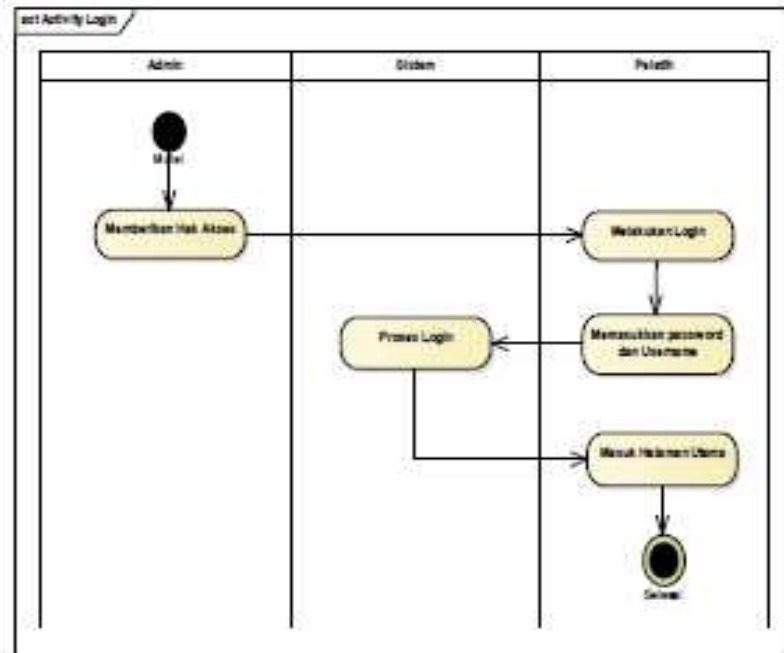 act Activity Login
Admin
Sistem
Pelatih
Mulai
Memberikan Hak Akses
Melakukan Login
Memasukkan password
dan Username
Proses Login
Masuk Halaman Utama
Selesai